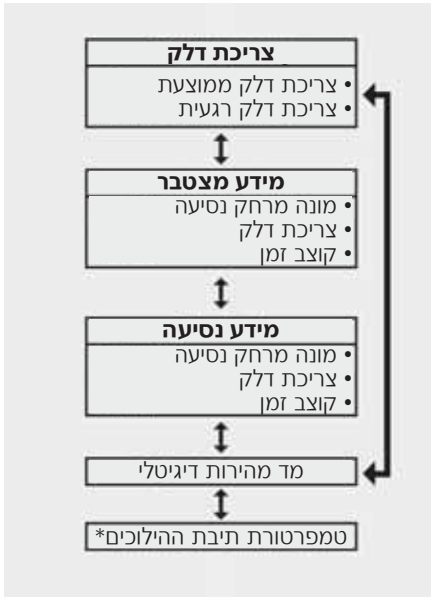 צריכת דלק
• צריכת דלק ממוצעת
• צריכת דלק רגעית
מידע מצטבר
• מונה מרחק נסיעה
• צריכת דלק
• קוצב זמן
מידע נסיעה
• מונה מרחק נסיעה
• צריכת דלק
• קוצב זמן
מד מהירות דיגיטלי
טמפרטורת תיבת ההילוכים*